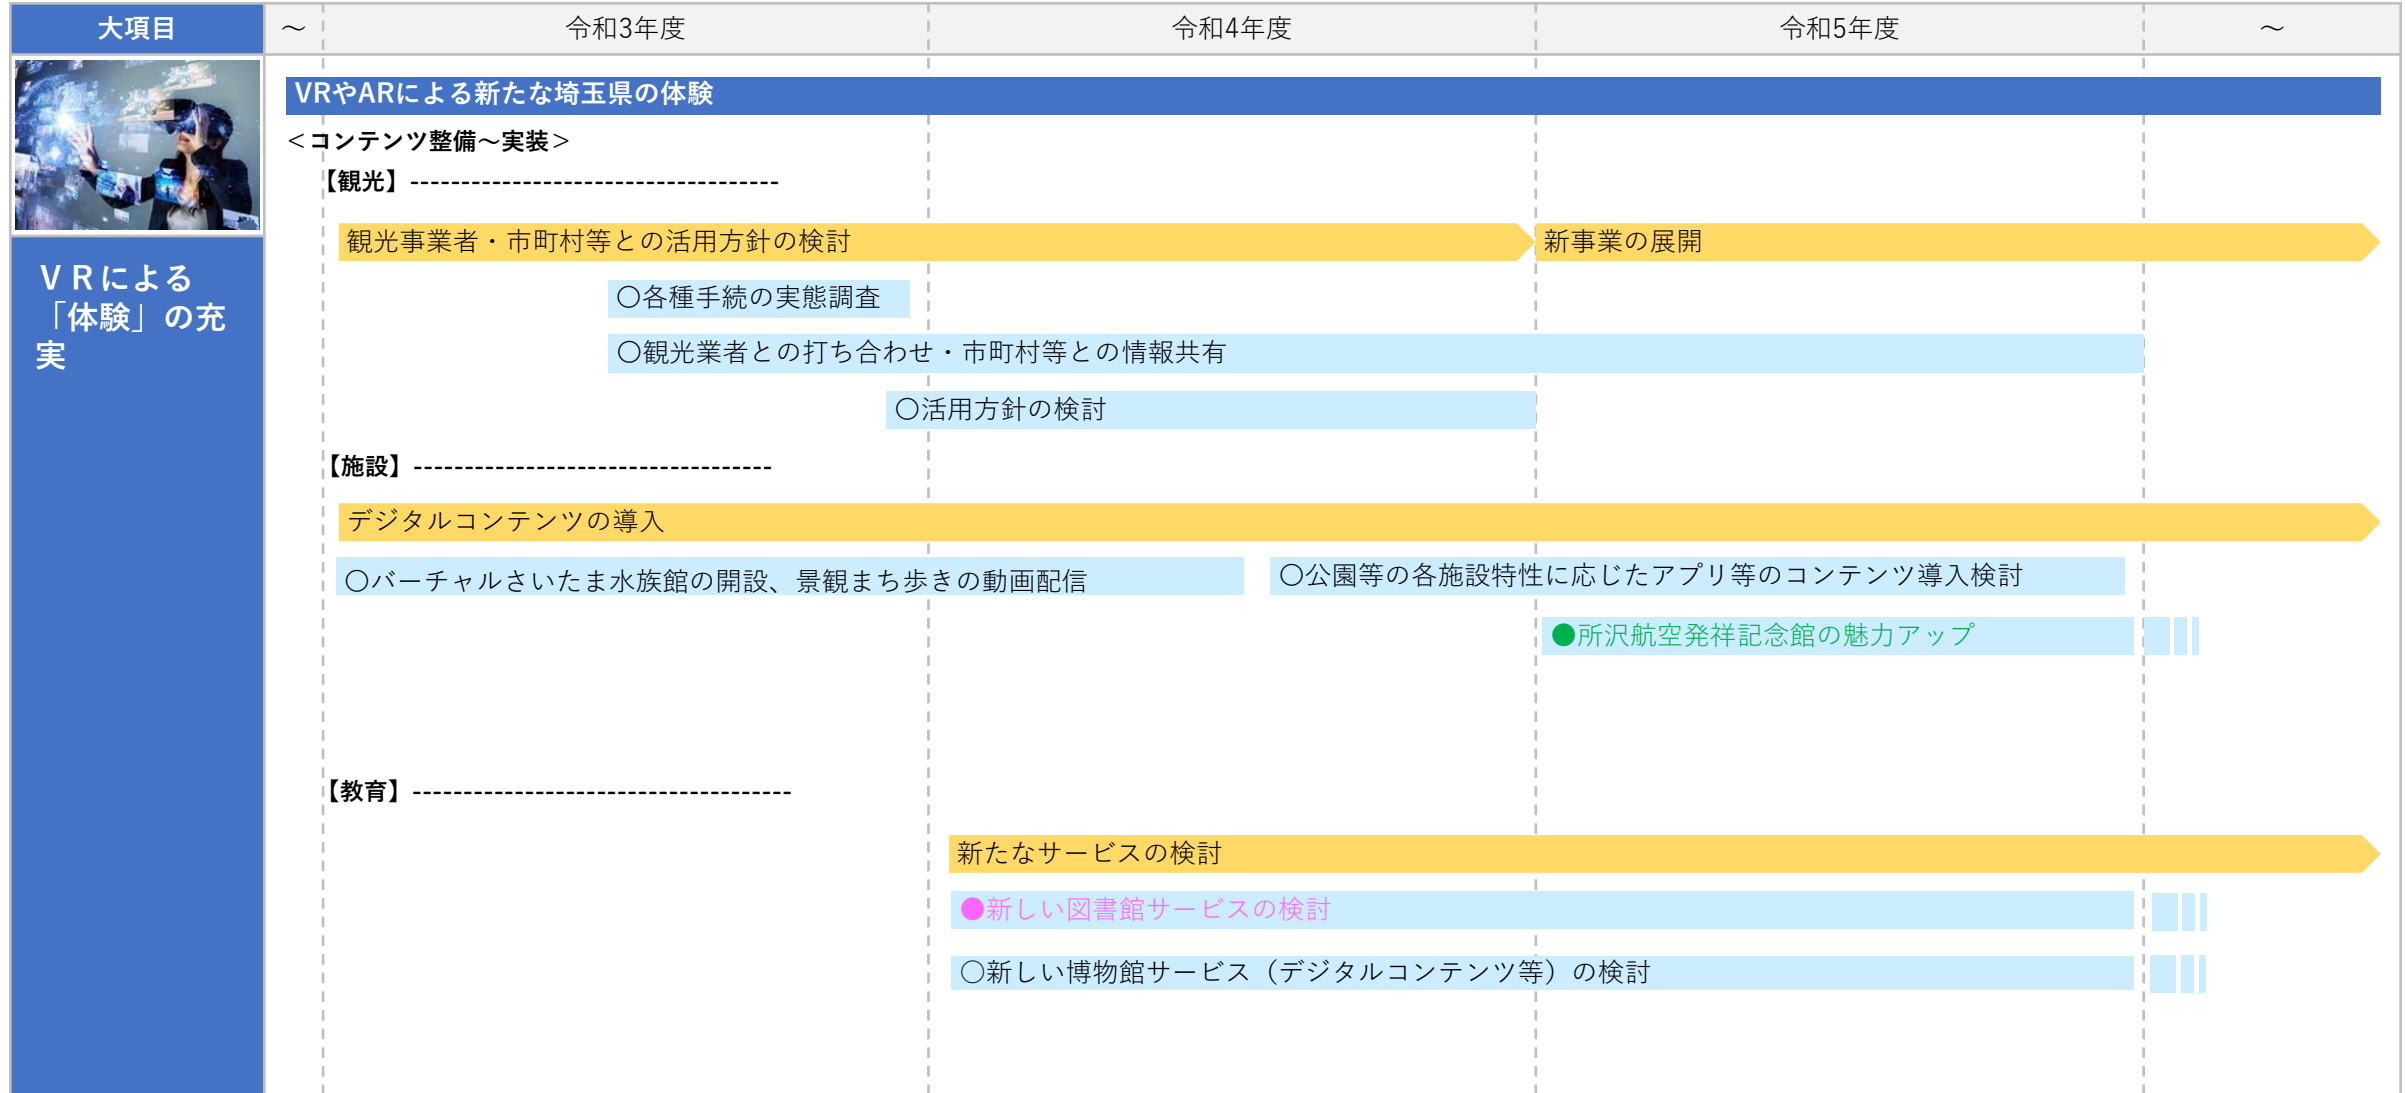 大項目
～
令和3年度
令和4年度
令和5年度
～
ＶＲによる
「体験」の充
実
VRやARによる新たな埼玉県の体験
＜コンテンツ整備～実装＞
【観光】------------------------------------
観光事業者・市町村等との活用方針の検討
新事業の展開
〇各種手続の実態調査
〇観光業者との打ち合わせ・市町村等との情報共有
〇活用方針の検討
【施設】-----------------------------------
デジタルコンテンツの導入
〇バーチャルさいたま水族館の開設、景観まち歩きの動画配信
〇公園等の各施設特性に応じたアプリ等のコンテンツ導入検討
●所沢航空発祥記念館の魅力アップ
【教育】-------------------------------------
新たなサービスの検討
●新しい図書館サービスの検討
〇新しい博物館サービス（デジタルコンテンツ等）の検討